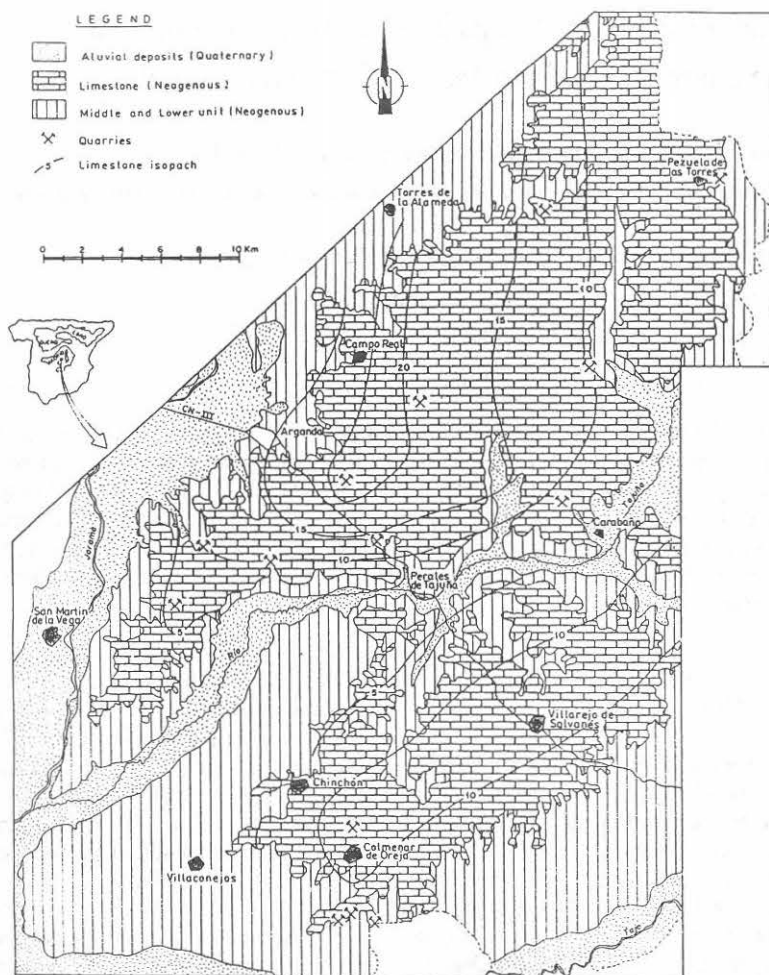 LEGEND
Aluvial deposits (Quaternary)
Limestone (Neogenous)
Middle and Lower unit (Neogenous)
Quarries
5
Limestone isopach
N
0 2 4 6 8 10 Km
Pezuela de
las Torres
Torres de
la Alameda
10
15
Campo Real
20
CN-III
Arganda
15
10
Jarama
Tajuña
Carabaña
Perales
de Tajuña
San Martin
de la Vega
5
Rio
10
5
Villarejo de
Salvanés
Chinchón
10
Colmenar
de Oreja
Villaconejos
Tajo